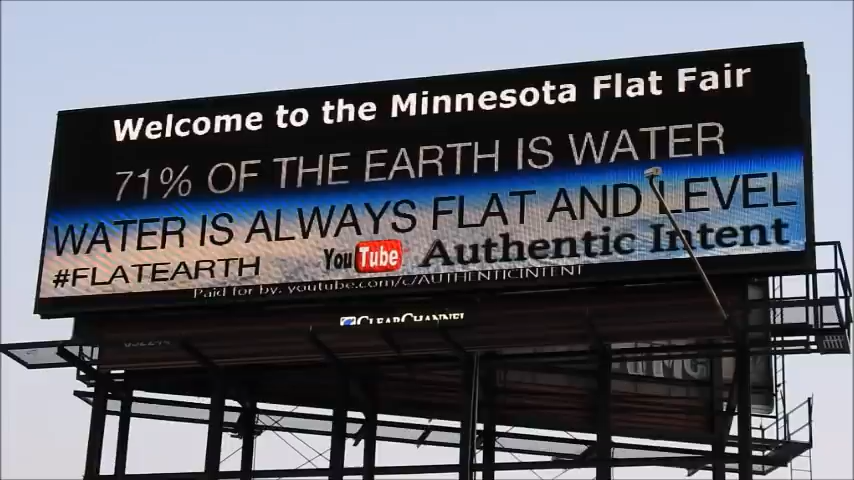 Welcome to the Minnesota Flat Fair
71% OF THE EARTH IS WATER
WATER IS ALWAYS FLAT AND LEVEL
#FLATEARTH YouTube Authentic Intent
Paid for by: youtube.com/c/AUTHENTICINTENT
CLEARCHANNEL